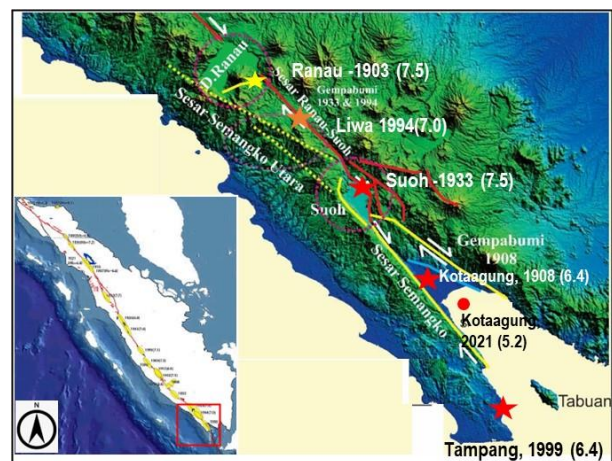 D.Ranau
Ranau -1903 (7.5)
Sesar Ranau-Suoh
Gempabumi
1933 & 1994
Liwa 1994(7.0)
Sesar Semangko Utara
Suoh -1933 (7.5)
Suoh
Sesar Semangko
Gempabumi
1908
Kotaagung, 1908 (6.4)
Kotaagung,
2021 (5.2)
Tabuan
Tampang, 1999 (6.4)
N